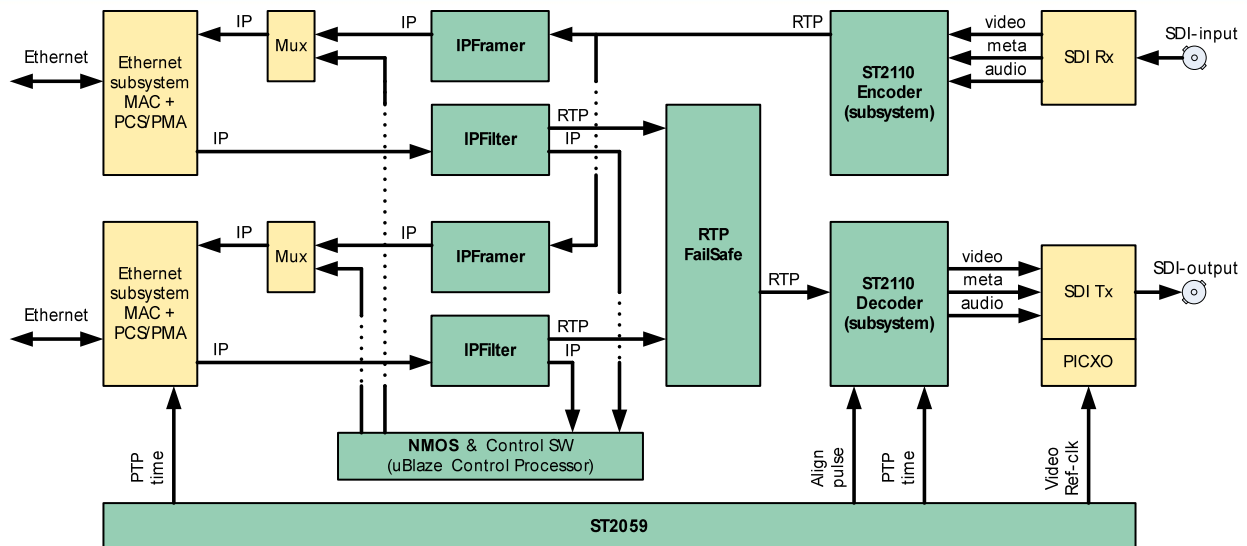 Ethernet
Ethernet
subsystem
MAC +
PCS/PMA
IP
Mux
IP
IPFramer
RTP
ST2110
Encoder
(subsystem)
video
meta
audio
SDI Rx
SDI-input
IP
IPFilter
RTP
IP
RTP
FailSafe
Ethernet
Ethernet
subsystem
MAC +
PCS/PMA
IP
Mux
IP
IPFramer
IP
IPFilter
RTP
IP
RTP
ST2110
Decoder
(subsystem)
video
meta
audio
SDI Tx
PICXO
SDI-output
NMOS & Control SW
(uBlaze Control Processor)
PTP
time
Align
pulse
PTP
time
Video
Ref-clk
ST2059